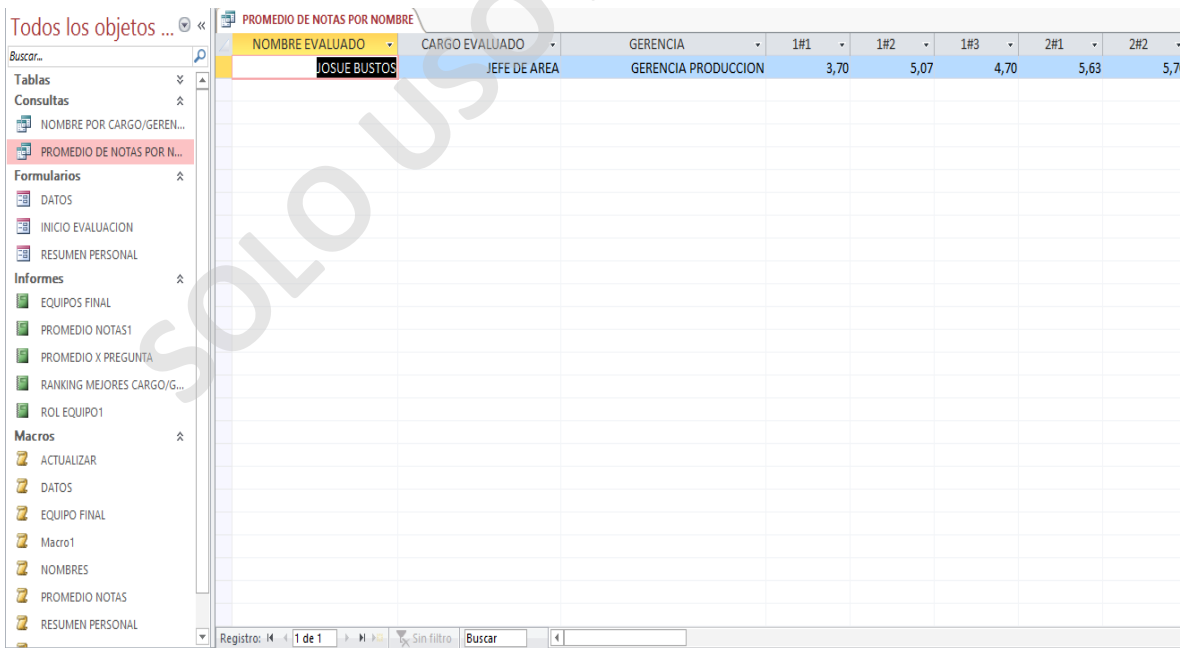 Todos los objetos ...
Buscar...
Tablas
Consultas
NOMBRE POR CARGO/GEREN...
PROMEDIO DE NOTAS POR N...
Formularios
DATOS
INICIO EVALUACION
RESUMEN PERSONAL
Informes
EQUIPOS FINAL
PROMEDIO NOTAS1
PROMEDIO X PREGUNTA
RANKING MEJORES CARGO/G...
ROL EQUIPO1
Macros
ACTUALIZAR
DATOS
EQUIPO FINAL
Macro1
NOMBRES
PROMEDIO NOTAS
RESUMEN PERSONAL
PROMEDIO DE NOTAS POR NOMBRE
NOMBRE EVALUADO CARGO EVALUADO GERENCIA 1#1 1#2 1#3 2#1 2#2
JOSUE BUSTOS JEFE DE AREA GERENCIA PRODUCCION 3,70 5,07 4,70 5,63
Registro: 1 de 1 Sin filtro Buscar
SOLO US